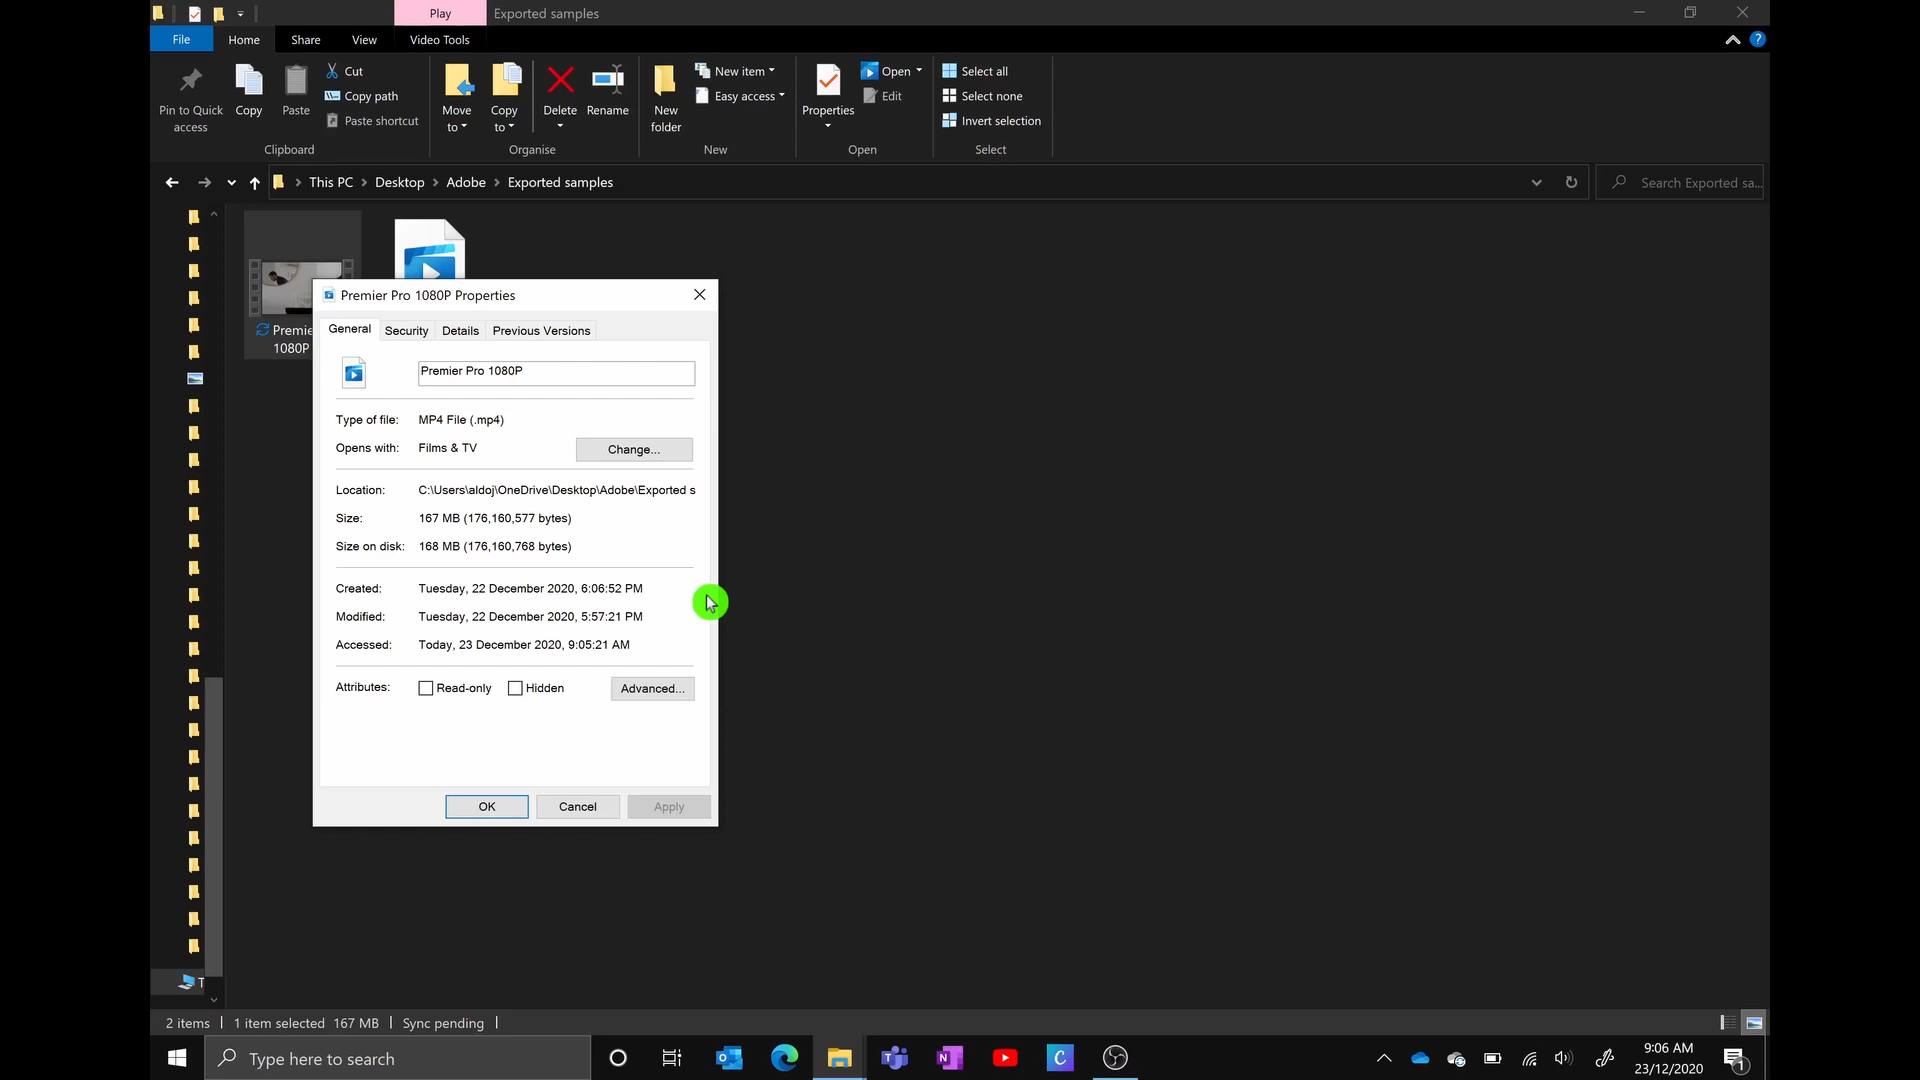 Play
Exported samples
File
Home
Share
View
Video Tools
Pin to Quick access
Copy
Paste
Cut
Copy path
Paste shortcut
Clipboard
Move to
Copy to
Delete
Rename
Organise
New folder
New item
Easy access
New
Properties
Open
Edit
Open
Select all
Select none
Invert selection
Select
This PC
Desktop
Adobe
Exported samples
Search Exported sa...
Premie
1080P
Premier Pro 1080P Properties
General
Security
Details
Previous Versions
Premier Pro 1080P
Type of file: MP4 File (.mp4)
Opens with: Films & TV
Change...
Location: C:\Users\aldoj\OneDrive\Desktop\Adobe\Exported s
Size: 167 MB (176,160,577 bytes)
Size on disk: 168 MB (176,160,768 bytes)
Created: Tuesday, 22 December 2020, 6:06:52 PM
Modified: Tuesday, 22 December 2020, 5:57:21 PM
Accessed: Today, 23 December 2020, 9:05:21 AM
Attributes:
Read-only
Hidden
Advanced...
OK
Cancel
Apply
T
2 items
1 item selected 167 MB
Sync pending
Type here to search
9:06 AM
23/12/2020
1